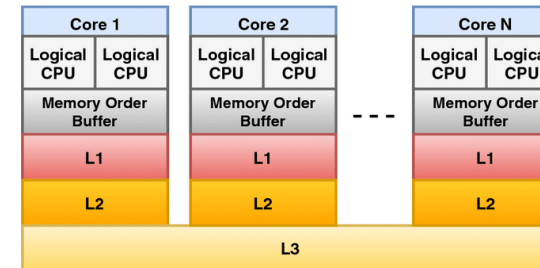 Core 1
Core 2
Core N
Logical CPU
Logical CPU
Logical CPU
Logical CPU
Logical CPU
Memory Order
Buffer
Memory Order
Buffer
Memory Order
Buffer
L1
L1
L1
L2
L2
L2
L3